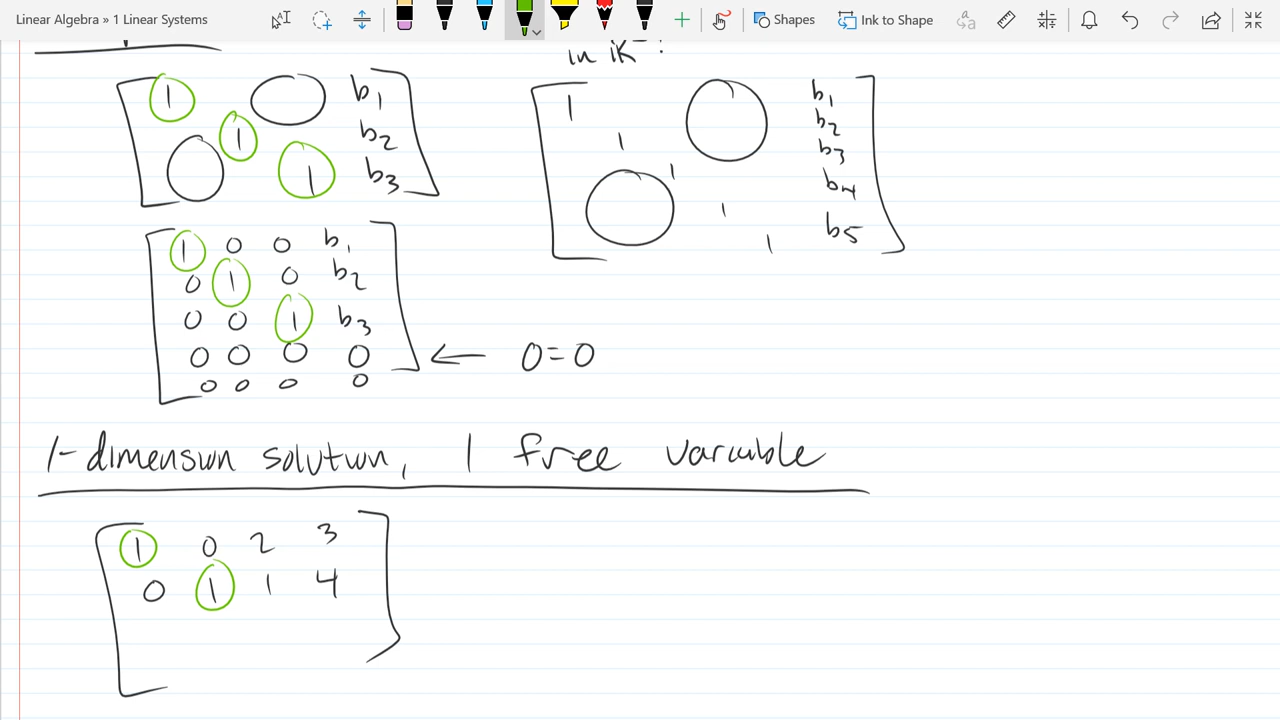 Linear Algebra » 1 Linear Systems
Shapes
Ink to Shape
1 b1
1 b2
1 b3
1 b1
1 b2
1 b3
1 b4
1 b5
1 0 0 b1
0 1 0 b2
0 0 1 b3
0 0 0 0
0 0 0 0
0=0
1-dimension solution, 1 free variable
1 0 2 3
0 1 1 4